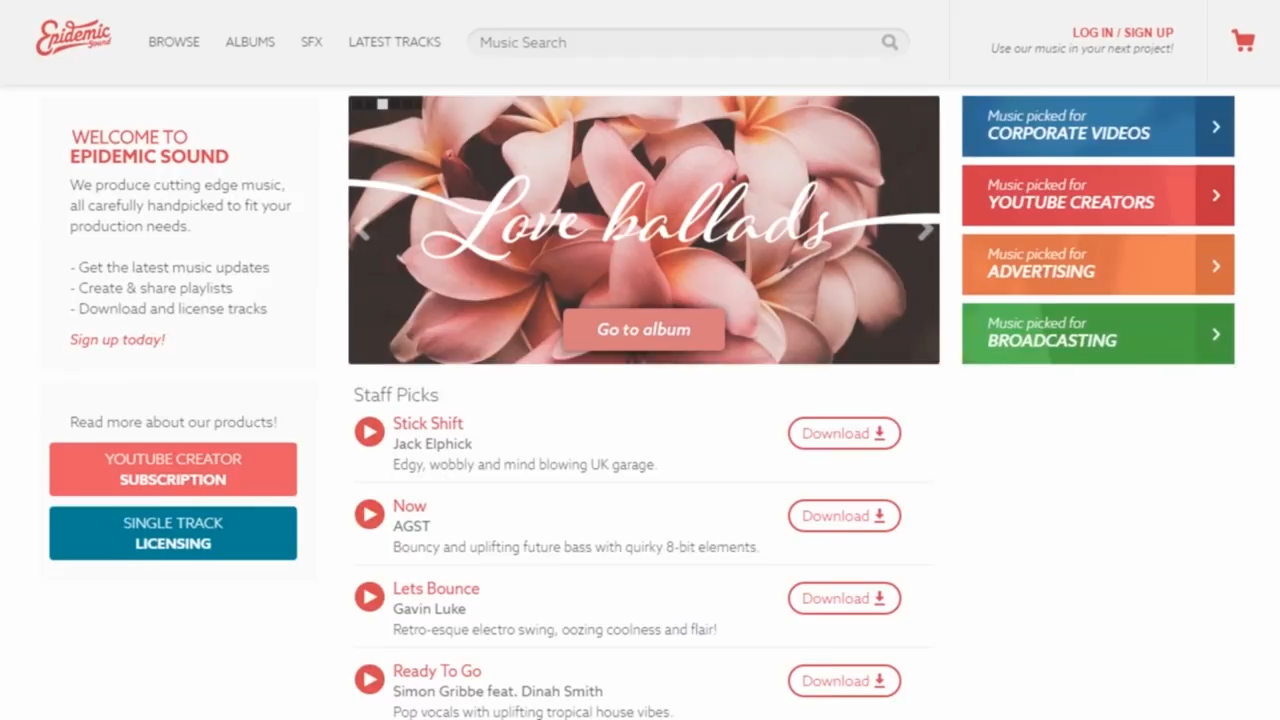 Epidemic
Sound
BROWSE
ALBUMS
SFX
LATEST TRACKS
Music Search
LOG IN / SIGN UP
Use our music in your next project!
WELCOME TO
EPIDEMIC SOUND
We produce cutting edge music,
all carefully handpicked to fit your
production needs.
- Get the latest music updates
- Create & share playlists
- Download and license tracks
Sign up today!
Read more about our products!
YOUTUBE CREATOR
SUBSCRIPTION
SINGLE TRACK
LICENSING
Love ballads
Go to album
Staff Picks
Stick Shift
Jack Elphick
Edgy, wobbly and mind blowing UK garage.
Download
Now
AGST
Bouncy and uplifting future bass with quirky 8-bit elements.
Download
Lets Bounce
Gavin Luke
Retro-esque electro swing, oozing coolness and flair!
Download
Ready To Go
Simon Gribbe feat. Dinah Smith
Pop vocals with uplifting tropical house vibes.
Download
Music picked for
CORPORATE VIDEOS
Music picked for
YOUTUBE CREATORS
Music picked for
ADVERTISING
Music picked for
BROADCASTING